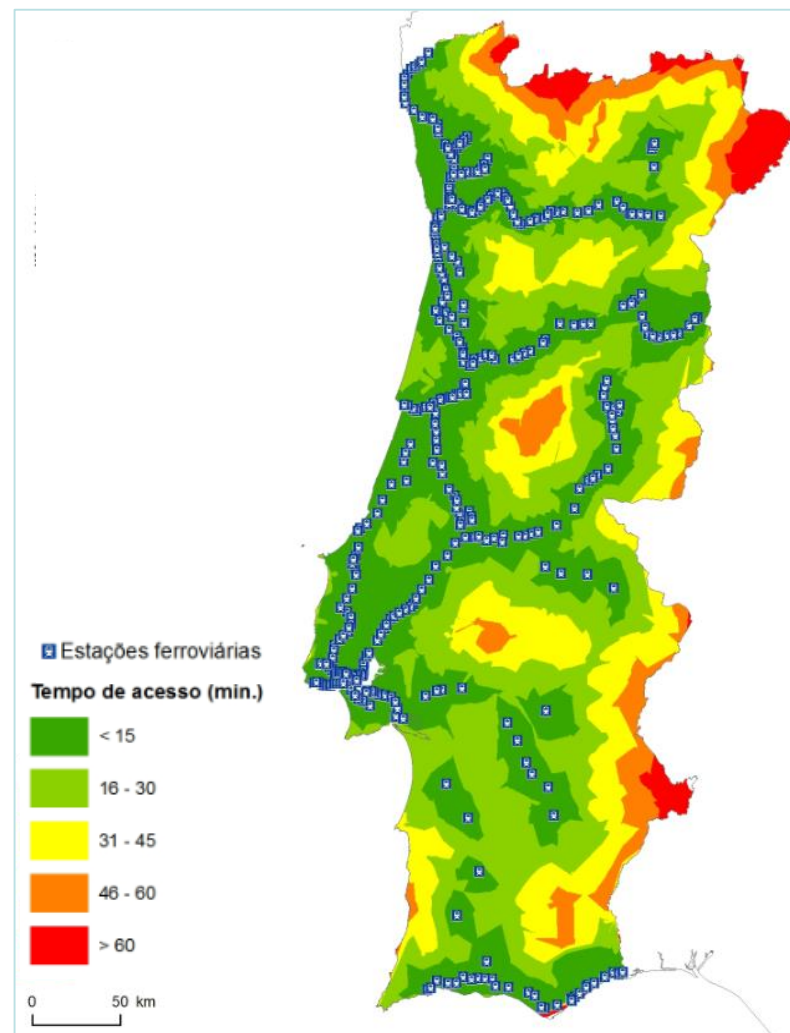 Estações ferroviárias
Tempo de acesso (min.)
< 15
16 - 30
31 - 45
46 - 60
> 60
0 50 km